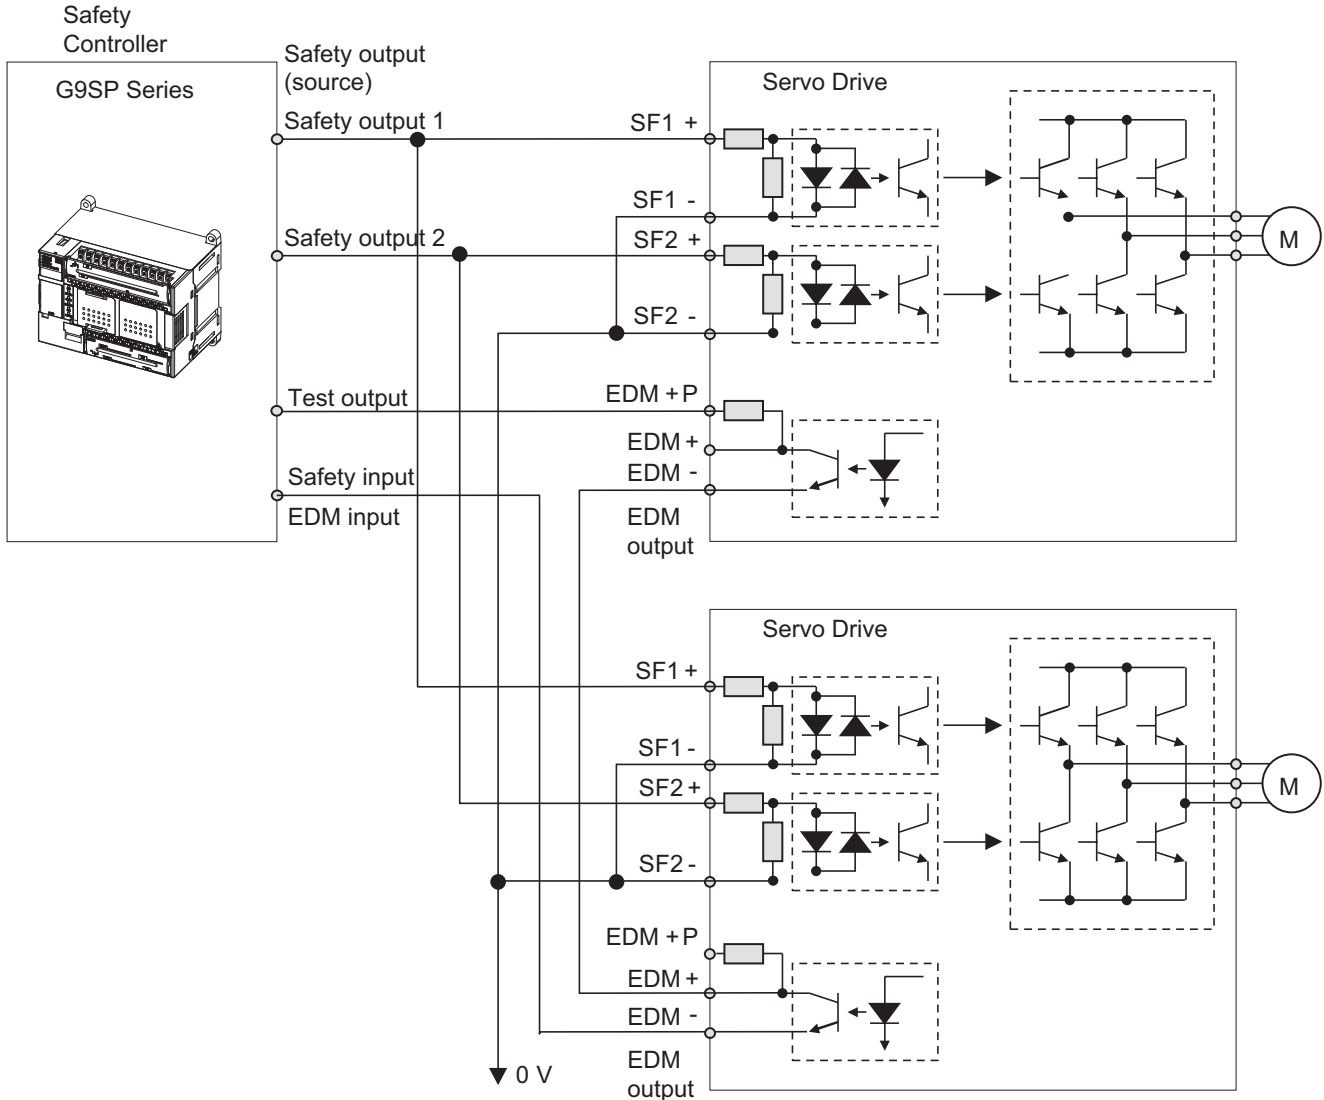 Safety
Controller
G9SP Series
Safety output
(source)
Safety output 1
Safety output 2
Test output
Safety input
EDM input
Servo Drive
SF1 +
SF1 -
SF2 +
SF2 -
EDM +P
EDM +
EDM -
EDM
output
M
Servo Drive
SF1 +
SF1 -
SF2 +
SF2 -
EDM +P
EDM +
EDM -
EDM
output
M
0 V